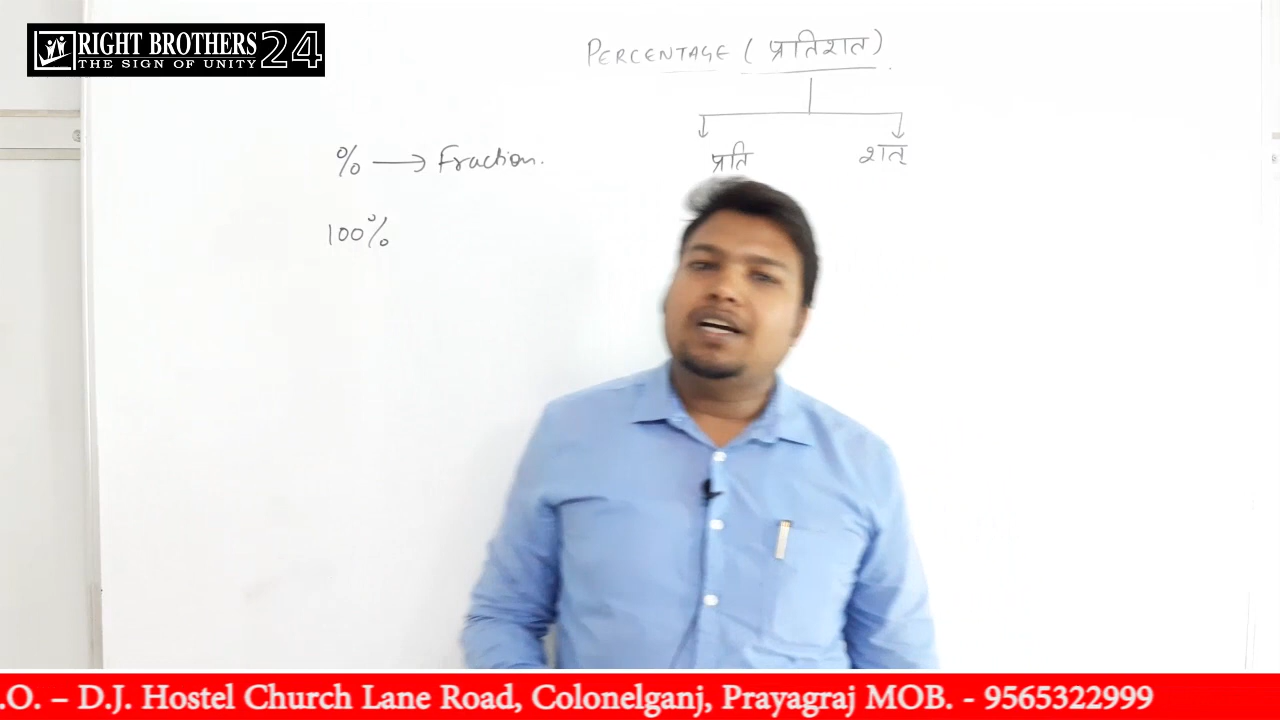 RIGHT BROTHERS 24
THE SIGN OF UNITY
PERCENTAGE ( प्रतिशत )
प्रति शत्
% → Fraction.
100%
.O. – D.J. Hostel Church Lane Road, Colonelganj, Prayagraj MOB. - 9565322999